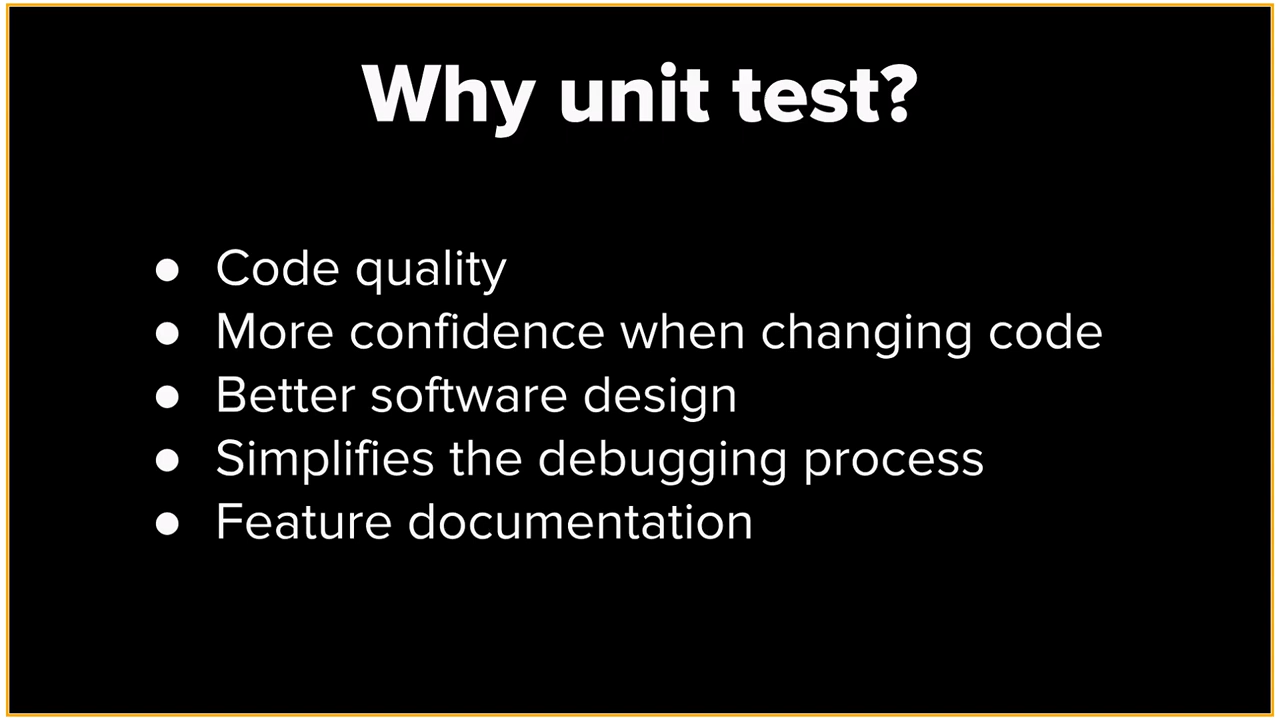 Why unit test?
● Code quality
● More confidence when changing code
● Better software design
● Simplifies the debugging process
● Feature documentation